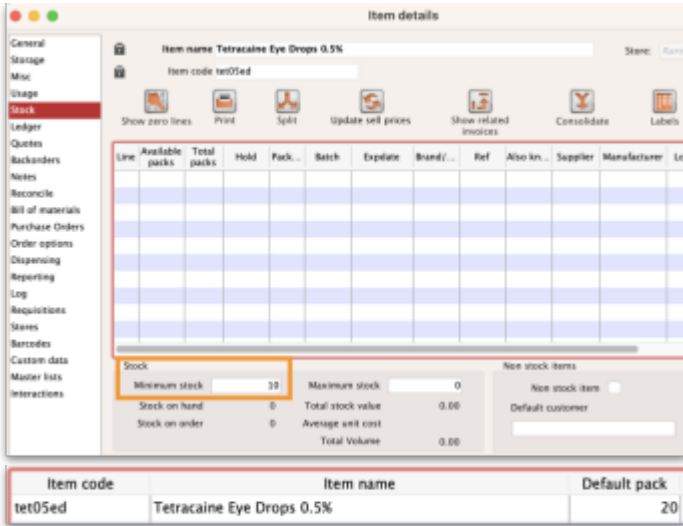 Item details
General
Storage
Misc
Usage
Stock
Ledger
Quotes
Backorders
Notes
Reconcile
Bill of materials
Purchase Orders
Order options
Dispensing
Reporting
Log
Requisitions
Stores
Barcodes
Custom data
Master lists
Interactions
Item name Tetracaine Eye Drops 0.5%
Store:
Item code tet05ed
Show zero lines Print Split Update sell prices Show related invoices Consolidate Labels
Line Available packs Total packs Hold Pack... Batch Expdate Brand/... Ref Also kn... Supplier Manufacturer Lo
Stock
Non stock items
Minimum stock 10 Maximum stock 0 Non stock item
Stock on hand 0 Total stock value 0.00 Default customer
Stock on order 0 Average unit cost
Total Volume 0.00
Item code Item name Default pack
tet05ed Tetracaine Eye Drops 0.5% 20